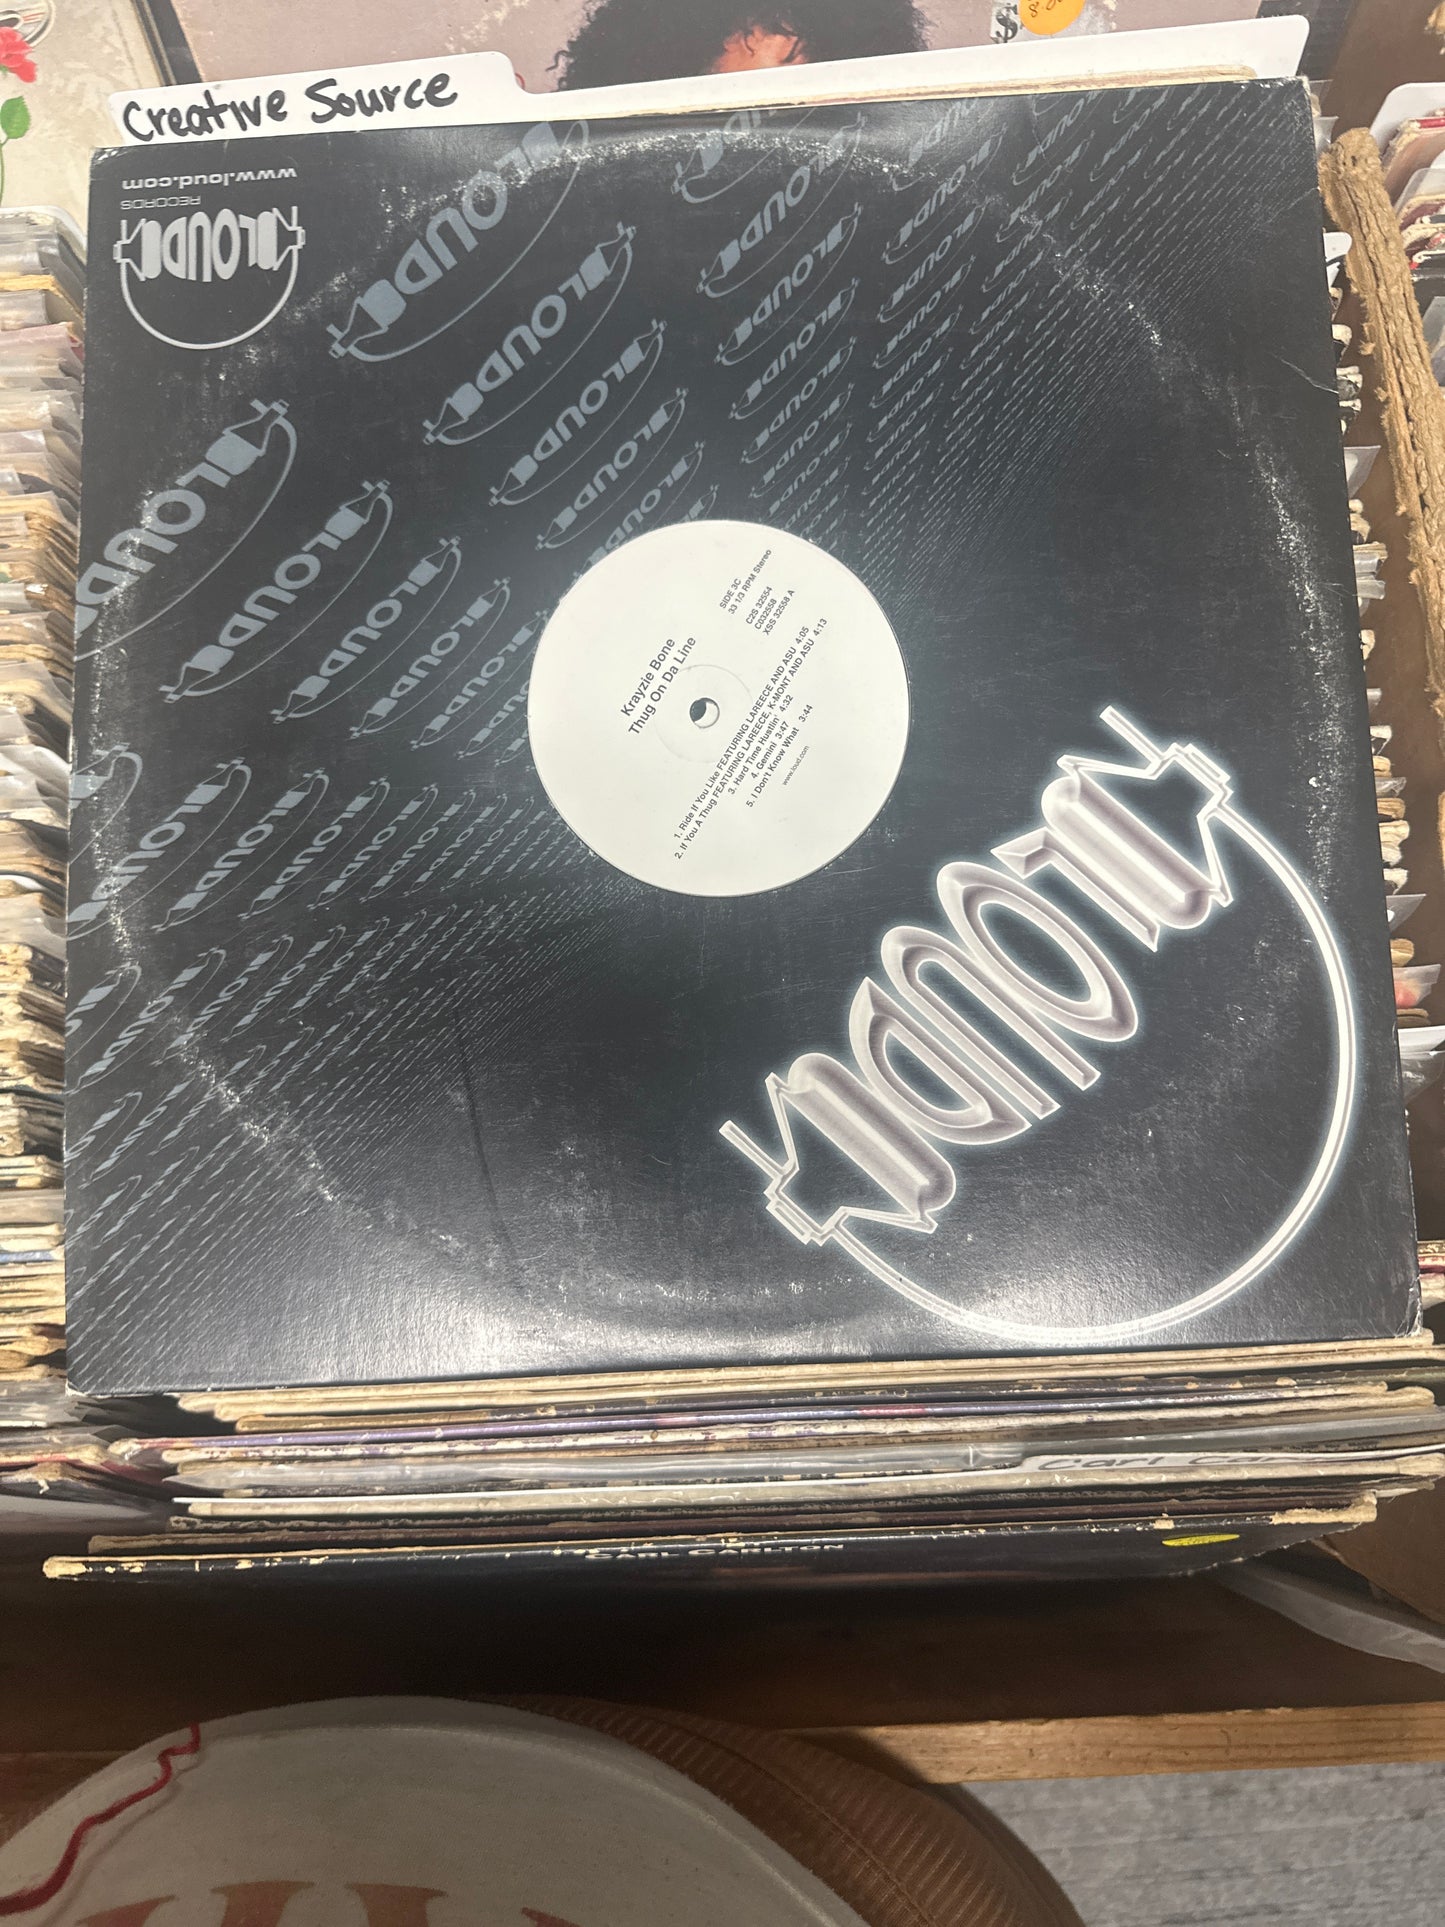 $
Creative Source
www.loud.com
RECORDS
LOUD
Krayzie Bone
Thug On Da Line
SIDE 3C
33 1/3 RPM Stereo
C2S 32554
C032558
XSS 32558 A
1. Ride If You Like FEATURING LAREECE AND ASU 4:05
2. If You A Thug FEATURING LAREECE, K-MONT AND ASU 4:13
3. Hard Time Hustlin' 4:32
4. Gemini 3:47
5. I Don't Know What 3:44
www.loud.com
LOUD
Carl
CARL CARLTON